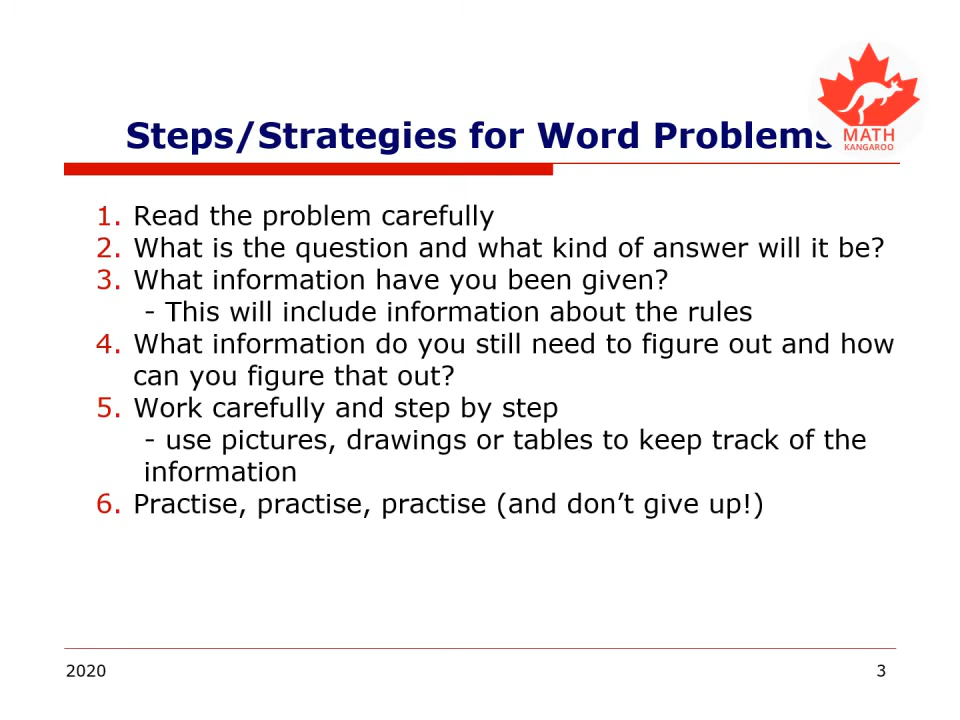 Steps/Strategies for Word Problems
MATH
KANGAROO
1. Read the problem carefully
2. What is the question and what kind of answer will it be?
3. What information have you been given?
- This will include information about the rules
4. What information do you still need to figure out and how
can you figure that out?
5. Work carefully and step by step
- use pictures, drawings or tables to keep track of the
information
6. Practise, practise, practise (and don’t give up!)
2020
3